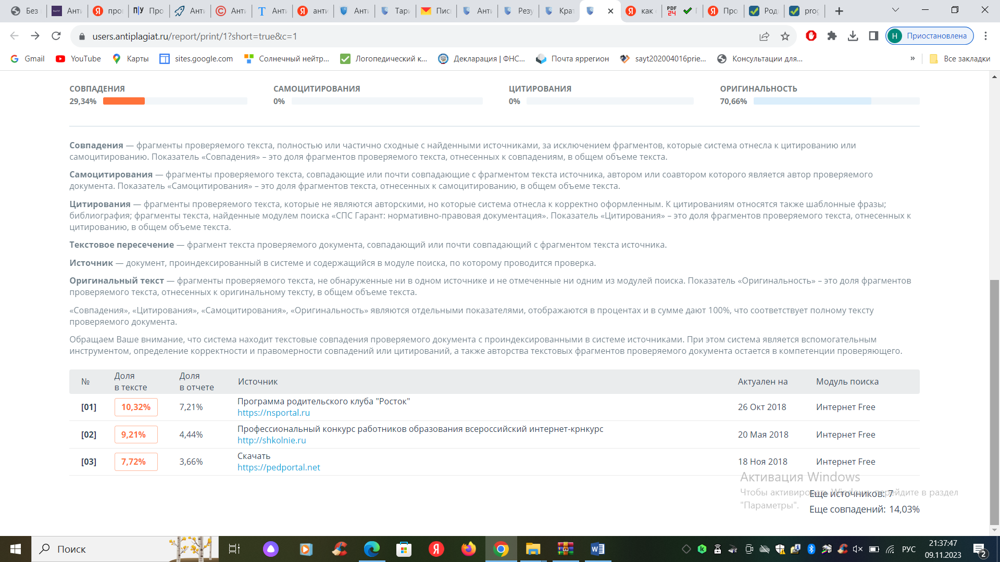 Без
Анти
про
П|У Про
Анти
Анти
Анти
анти
Анти
Тари
Пись
Анти
Резу
Крат
как
PDF 24
Про
Род
prog
users.antiplagiat.ru/report/print/1?short=true&c=1
Н Приостановлена
Gmail
YouTube
Карты
sites.google.com
Солнечный нейтр...
Логопедический к...
Декларация | ФНС...
Почта яррегион
sayt202004016prie...
Консультации для...
»
Все закладки
СОВПАДЕНИЯ
29,34%
САМОЦИТИРОВАНИЯ
0%
ЦИТИРОВАНИЯ
0%
ОРИГИНАЛЬНОСТЬ
70,66%
Совпадения — фрагменты проверяемого текста, полностью или частично сходные с найденными источниками, за исключением фрагментов, которые система отнесла к цитированию или
самоцитированию. Показатель «Совпадения» – это доля фрагментов проверяемого текста, отнесенных к совпадениям, в общем объеме текста.
Самоцитирования — фрагменты проверяемого текста, совпадающие или почти совпадающие с фрагментом текста источника, автором или соавтором которого является автор проверяемого
документа. Показатель «Самоцитирования» – это доля фрагментов текста, отнесенных к самоцитированию, в общем объеме текста.
Цитирования — фрагменты проверяемого текста, которые не являются авторскими, но которые система отнесла к корректно оформленным. К цитированиям относятся также шаблонные фразы;
библиография; фрагменты текста, найденные модулем поиска «СПС Гарант: нормативно-правовая документация». Показатель «Цитирования» – это доля фрагментов проверяемого текста, отнесенных к
цитированию, в общем объеме текста.
Текстовое пересечение — фрагмент текста проверяемого документа, совпадающий или почти совпадающий с фрагментом текста источника.
Источник — документ, проиндексированный в системе и содержащийся в модуле поиска, по которому проводится проверка.
Оригинальный текст — фрагменты проверяемого текста, не обнаруженные ни в одном источнике и не отмеченные ни одним из модулей поиска. Показатель «Оригинальность» – это доля фрагментов
проверяемого текста, отнесенных к оригинальному тексту, в общем объеме текста.
«Совпадения», «Цитирования», «Самоцитирования», «Оригинальность» являются отдельными показателями, отображаются в процентах и в сумме дают 100%, что соответствует полному тексту
проверяемого документа.
Обращаем Ваше внимание, что система находит текстовые совпадения проверяемого документа с проиндексированными в системе источниками. При этом система является вспомогательным
инструментом, определение корректности и правомерности совпадений или цитирований, а также авторства текстовых фрагментов проверяемого документа остается в компетенции проверяющего.
№
Доля
в тексте
Доля
в отчете
Источник
Актуален на
Модуль поиска
[01]
10,32%
7,21%
Программа родительского клуба "Росток"
https://nsportal.ru
26 Окт 2018
Интернет Free
[02]
9,21%
4,44%
Профессиональный конкурс работников образования всероссийский интернет-крнкурс
http://shkolnie.ru
20 Мая 2018
Интернет Free
[03]
7,72%
3,66%
Скачать
https://pedportal.net
18 Ноя 2018
Интернет Free
Активация Windows
Чтобы активировать Windows, перейдите в раздел
"Параметры".
Еще источников: 7
Еще совпадений: 14,03%
Поиск
РУС
21:37:47
09.11.2023
2